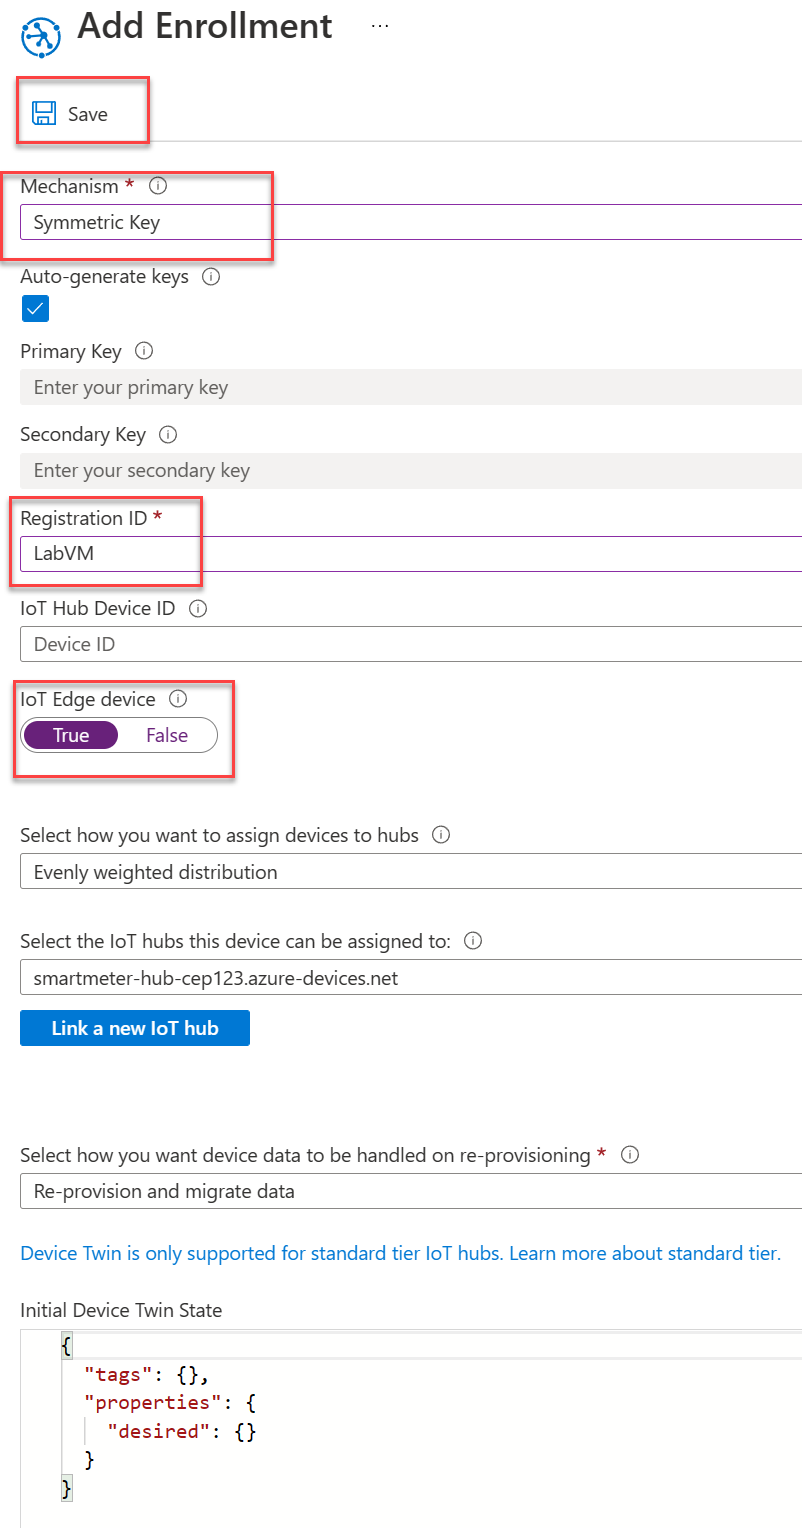 Add Enrollment ...
Save
Mechanism *
Symmetric Key
Auto-generate keys
Primary Key
Enter your primary key
Secondary Key
Enter your secondary key
Registration ID *
LabVM
IoT Hub Device ID
Device ID
IoT Edge device
True False
Select how you want to assign devices to hubs
Evenly weighted distribution
Select the IoT hubs this device can be assigned to:
smartmeter-hub-cep123.azure-devices.net
Link a new IoT hub
Select how you want device data to be handled on re-provisioning *
Re-provision and migrate data
Device Twin is only supported for standard tier IoT hubs. Learn more about standard tier.
Initial Device Twin State
{
"tags": {},
"properties": {
"desired": {}
}
}